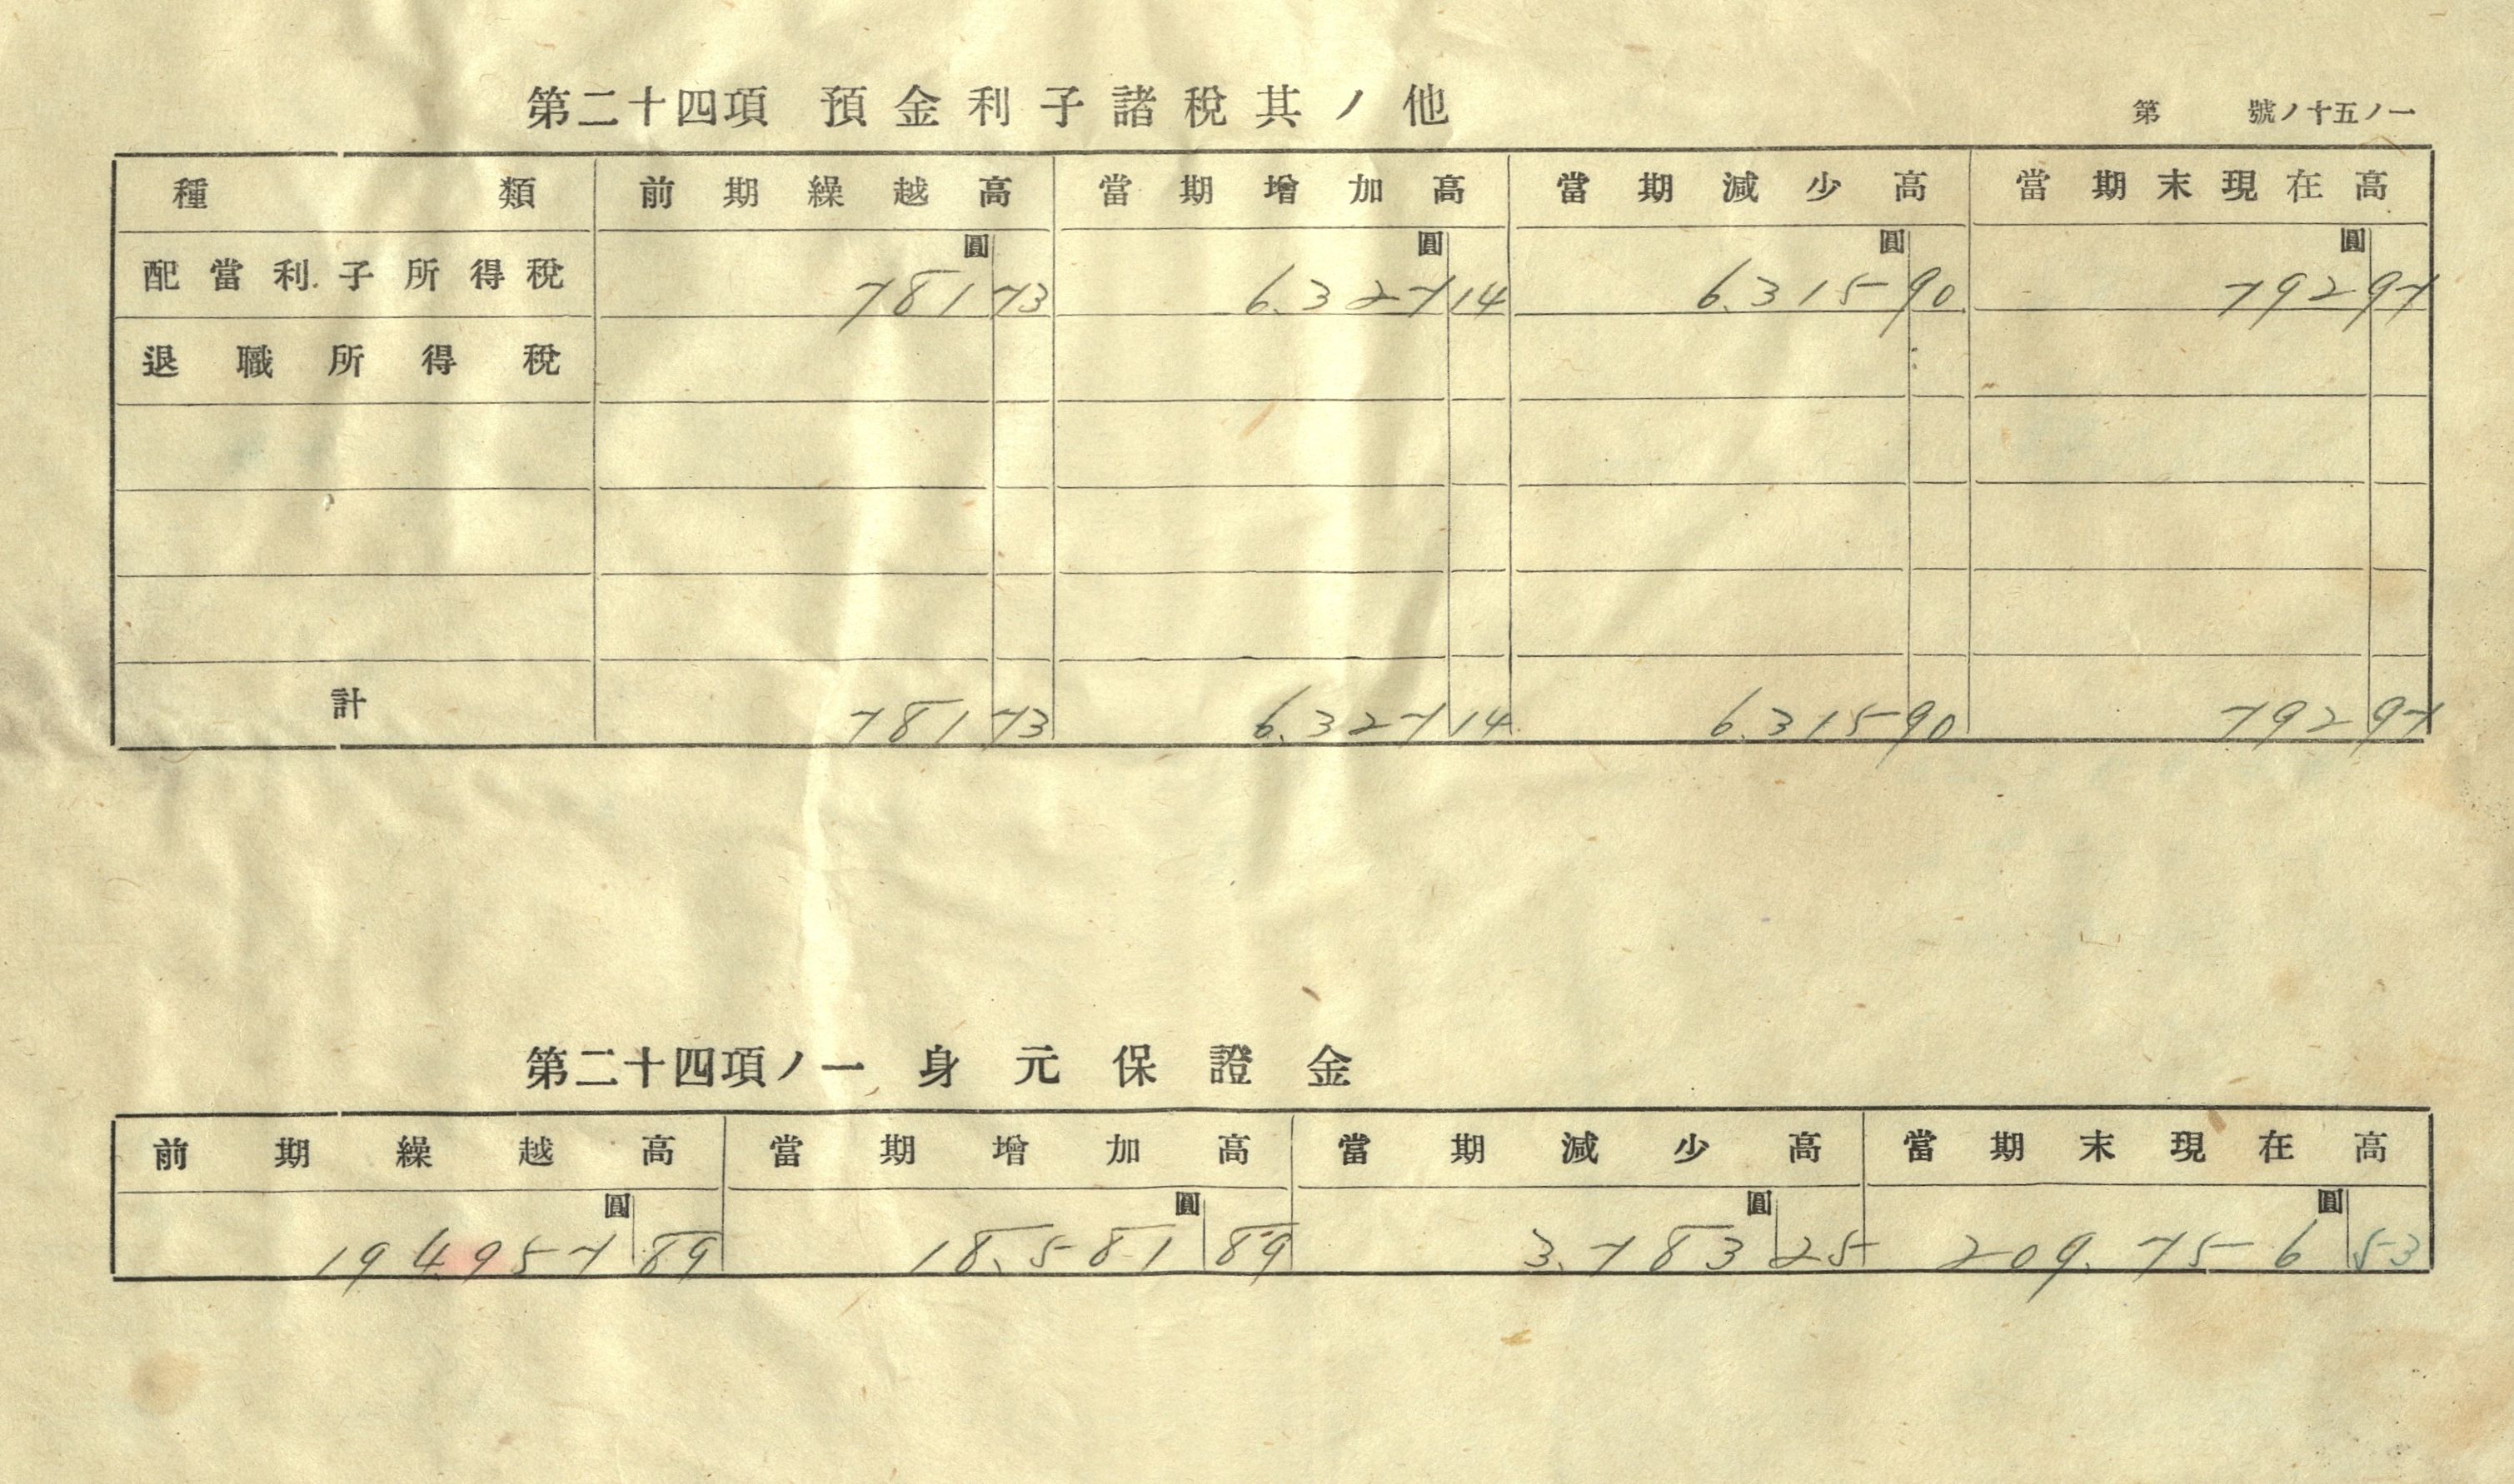 第二十四項 預金利子諸税其ノ他
第 號ノ十五ノ一
種類 前期繰越高 當期增加高 當期減少高 當期末現在高
圓 圓 圓 圓
配當利子所得税 781 73 6.327 14 6.315 90 792 97
退職所得税
計 781 73 6.327 14 6.315 90 792 97
第二十四項ノ一 身元保證金
前期繰越高 當期增加高 當期減少高 當期末現在高
圓 圓 圓 圓
194957 89 18.581 89 3.783 25 209.756 53